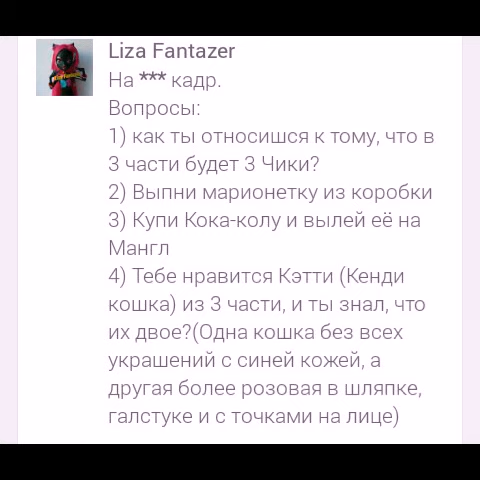 Liza Fantazer
На *** кадр.
Вопросы:
1) как ты относишся к тому, что в
3 части будет 3 Чики?
2) Выпни марионетку из коробки
3) Купи Кока-колу и вылей её на
Мангл
4) Тебе нравится Кэтти (Кенди
кошка) из 3 части, и ты знал, что
их двое?(Одна кошка без всех
украшений с синей кожей, а
другая более розовая в шляпке,
галстуке и с точками на лице)